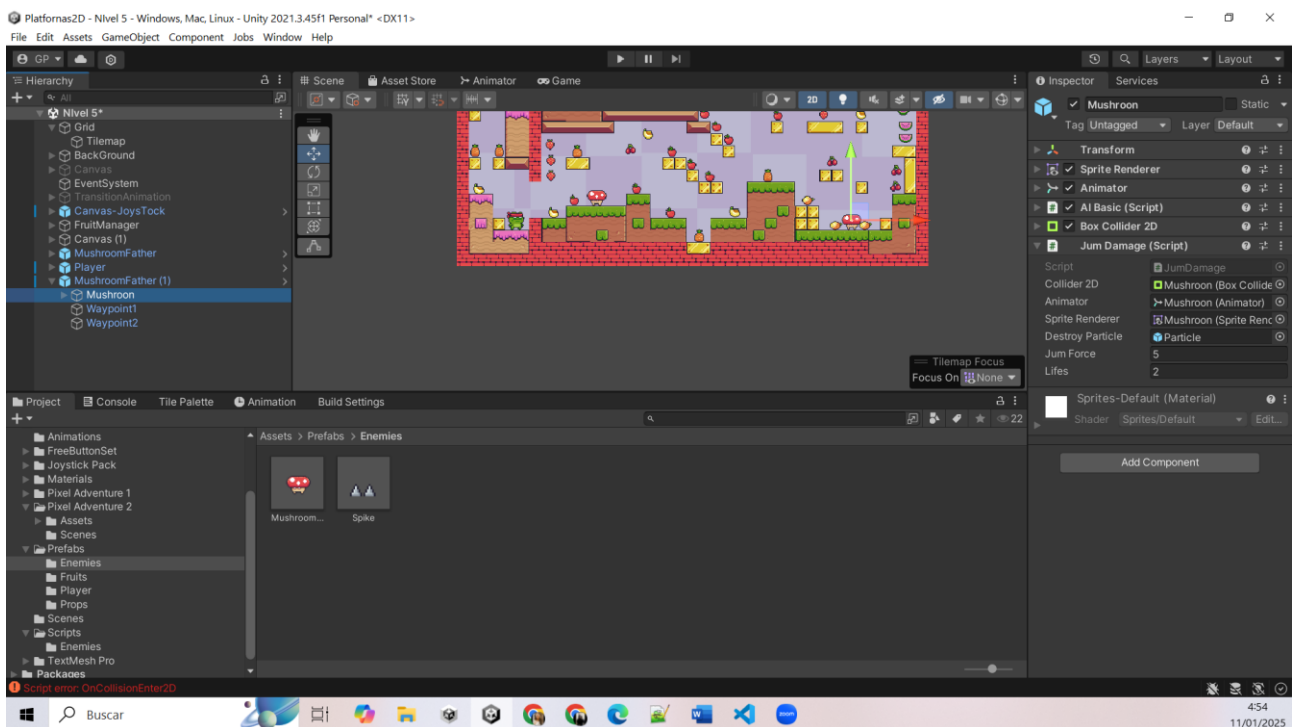 Platfornas2D - NIvel 5 - Windows, Mac, Linux - Unity 2021.3.45f1 Personal* <DX11>
File Edit Assets GameObject Component Jobs Window Help
GP
Layers Layout
Hierarchy
Scene Asset Store Animator Game
Inspector Services
All
2D
NIvel 5*
Grid
Tilemap
BackGround
Canvas
EventSystem
TransitionAnimation
Canvas-JoysTock
FruitManager
Canvas (1)
MushroomFather
Player
MushroomFather (1)
Mushroon
Waypoint1
Waypoint2
Tilemap Focus
Focus On None
Mushroon Static
Tag Untagged Layer Default
Transform
Sprite Renderer
Animator
AI Basic (Script)
Box Collider 2D
Jum Damage (Script)
Script JumDamage
Collider 2D Mushroon (Box Collide
Animator Mushroon (Animator)
Sprite Renderer Mushroon (Sprite Renc
Destroy Particle Particle
Jum Force 5
Lifes 2
Sprites-Default (Material)
Shader Sprites/Default Edit...
Add Component
Project Console Tile Palette Animation Build Settings
22
Animations
FreeButtonSet
Joystick Pack
Materials
Pixel Adventure 1
Pixel Adventure 2
Assets
Scenes
Prefabs
Enemies
Fruits
Player
Props
Scenes
Scripts
Enemies
TextMesh Pro
Packages
Assets > Prefabs > Enemies
Mushroom... Spike
Script error: OnCollisionEnter2D
Buscar
zoom
4:54
11/01/2025